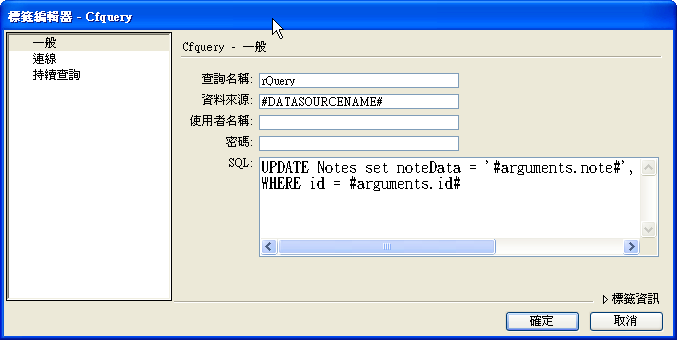 標籤編輯器 - Cfquery
一般
連線
持續查詢
Cfquery - 一般
查詢名稱: rQuery
資料來源: #DATASOURCENAME#
使用者名稱:
密碼:
SQL: UPDATE Notes set noteData = '#arguments.note#',
WHERE id = #arguments.id#
標籤資訊
確定 取消